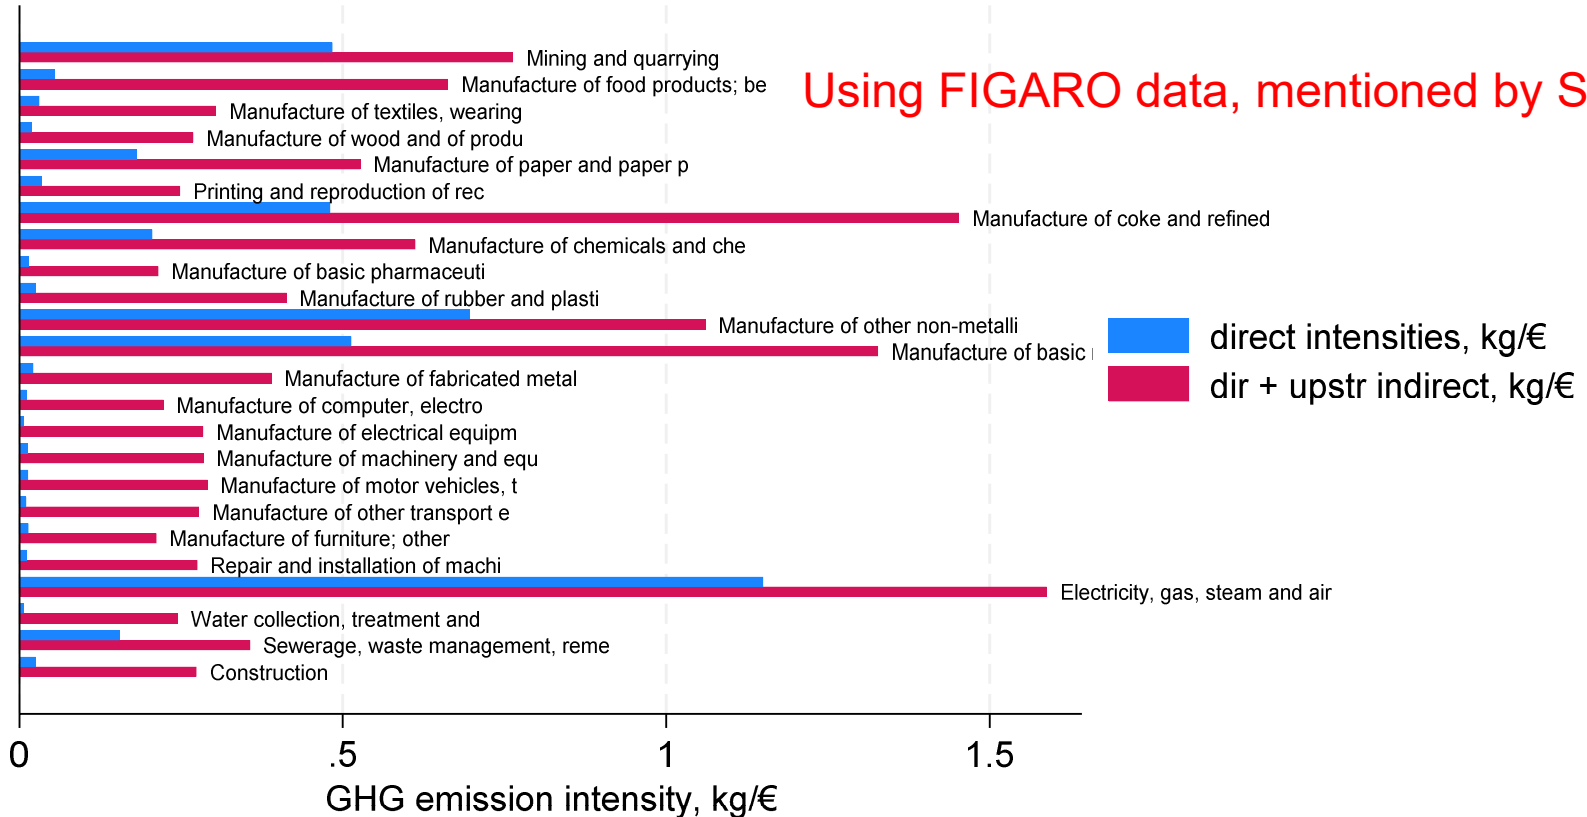 Mining and quarrying
Manufacture of food products; be
Using FIGARO data, mentioned by S
Manufacture of textiles, wearing
Manufacture of wood and of produ
Manufacture of paper and paper p
Printing and reproduction of rec
Manufacture of coke and refined
Manufacture of chemicals and che
Manufacture of basic pharmaceuti
Manufacture of rubber and plasti
Manufacture of other non-metalli
Manufacture of basic
direct intensities, kg/€
dir + upstr indirect, kg/€
Manufacture of fabricated metal
Manufacture of computer, electro
Manufacture of electrical equipm
Manufacture of machinery and equ
Manufacture of motor vehicles, t
Manufacture of other transport e
Manufacture of furniture; other
Repair and installation of machi
Electricity, gas, steam and air
Water collection, treatment and
Sewerage, waste management, reme
Construction
0 .5 1 1.5
GHG emission intensity, kg/€